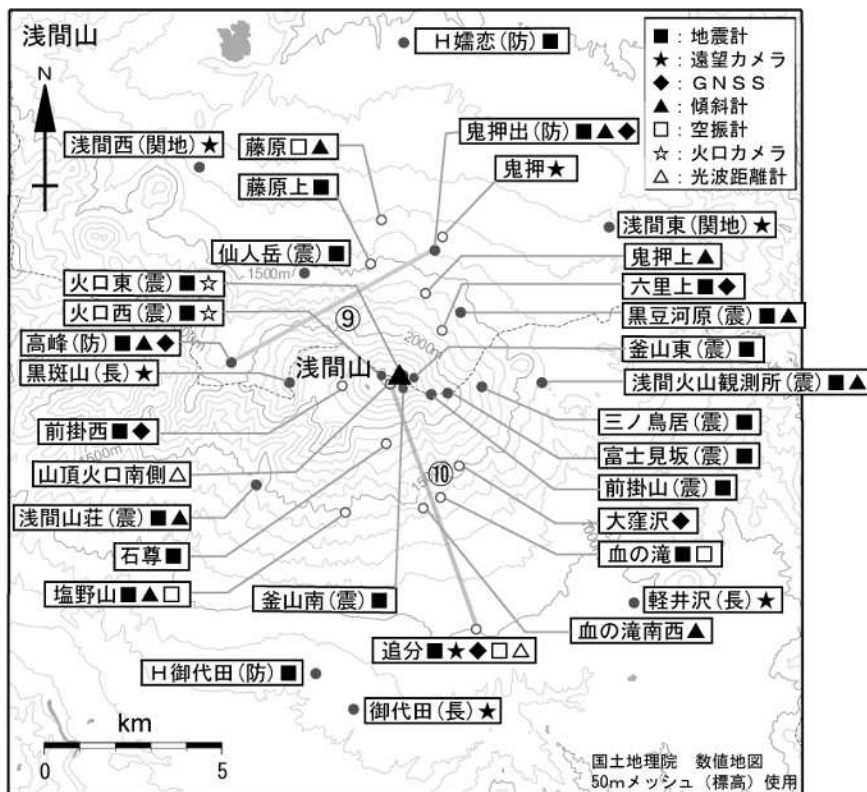 浅間山
N
H嬬恋(防)■
■：地震計
★：遠望カメラ
◆：GNSS
▲：傾斜計
□：空振計
☆：火口カメラ
△：光波距離計
浅間西(関地)★
藤原□▲
鬼押出(防)■▲◆
藤原上■
鬼押★
仙人岳(震)■
浅間東(関地)★
1500m
鬼押上▲
火口東(震)■☆
六里上■◆
火口西(震)■☆
⑨
黒豆河原(震)■▲
2000m
高峰(防)■▲◆
釜山東(震)■
浅間山
黒斑山(長)★
浅間火山観測所(震)■▲
前掛西■◆
三ノ鳥居(震)■
1500m
山頂火口南側△
⑩
富士見坂(震)■
前掛山(震)■
浅間山荘(震)■▲
大窪沢◆
石尊■
血の滝■□
塩野山■▲□
釜山南(震)■
軽井沢(長)★
追分■★◆□△
血の滝南西▲
H御代田(防)■
御代田(長)★
km
0 5
国土地理院 数値地図
50mメッシュ（標高）使用